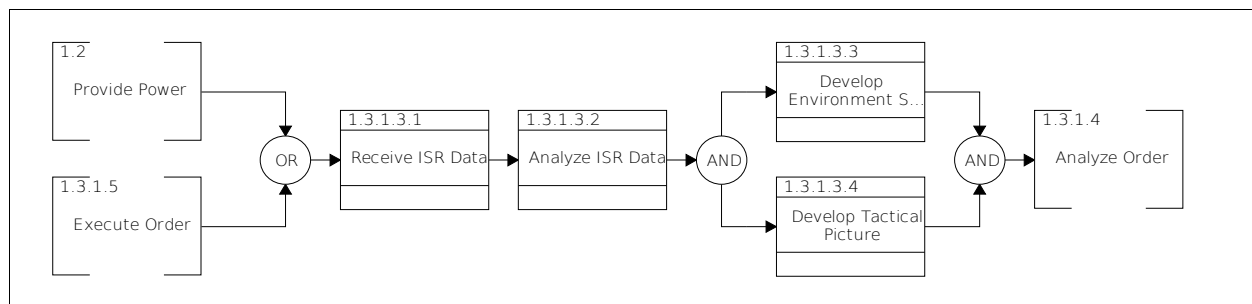 1.2
Provide Power
1.3.1.5
Execute Order
OR
1.3.1.3.1
Receive ISR Data
1.3.1.3.2
Analyze ISR Data
AND
1.3.1.3.3
Develop
Environment S...
1.3.1.3.4
Develop Tactical
Picture
AND
1.3.1.4
Analyze Order